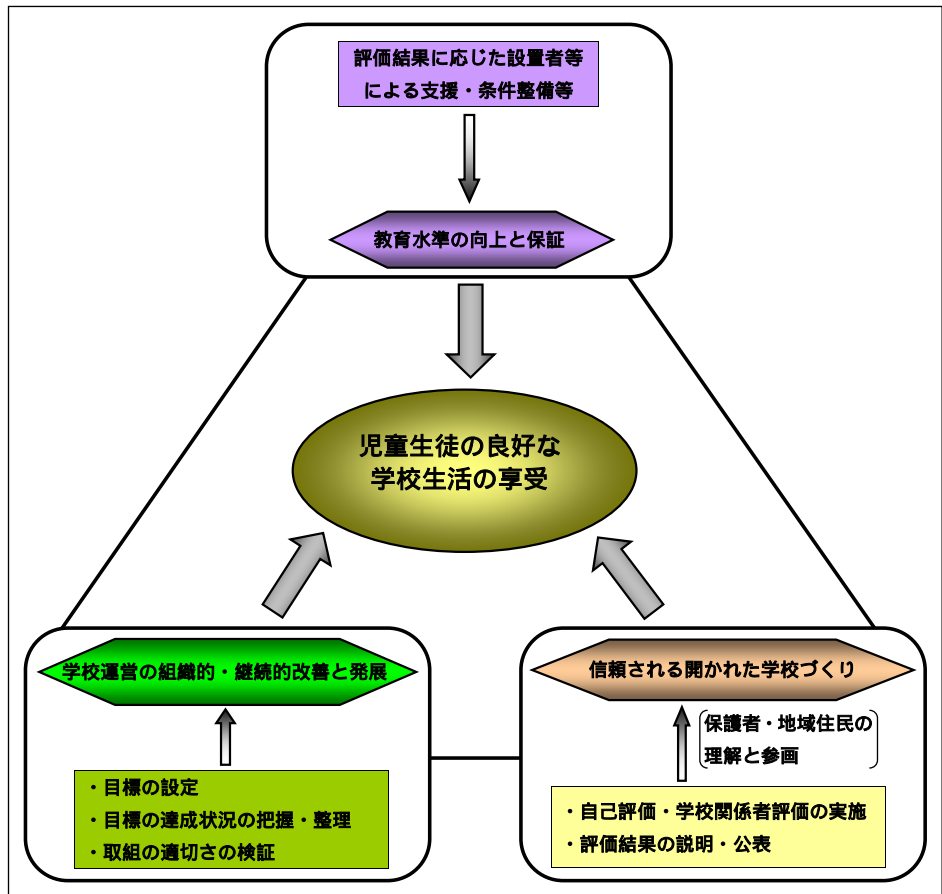 評価結果に応じた設置者等
による支援・条件整備等
教育水準の向上と保証
児童生徒の良好な
学校生活の享受
学校運営の組織的・継続的改善と発展
・目標の設定
・目標の達成状況の把握・整理
・取組の適切さの検証
信頼される開かれた学校づくり
保護者・地域住民の
理解と参画
・自己評価・学校関係者評価の実施
・評価結果の説明・公表